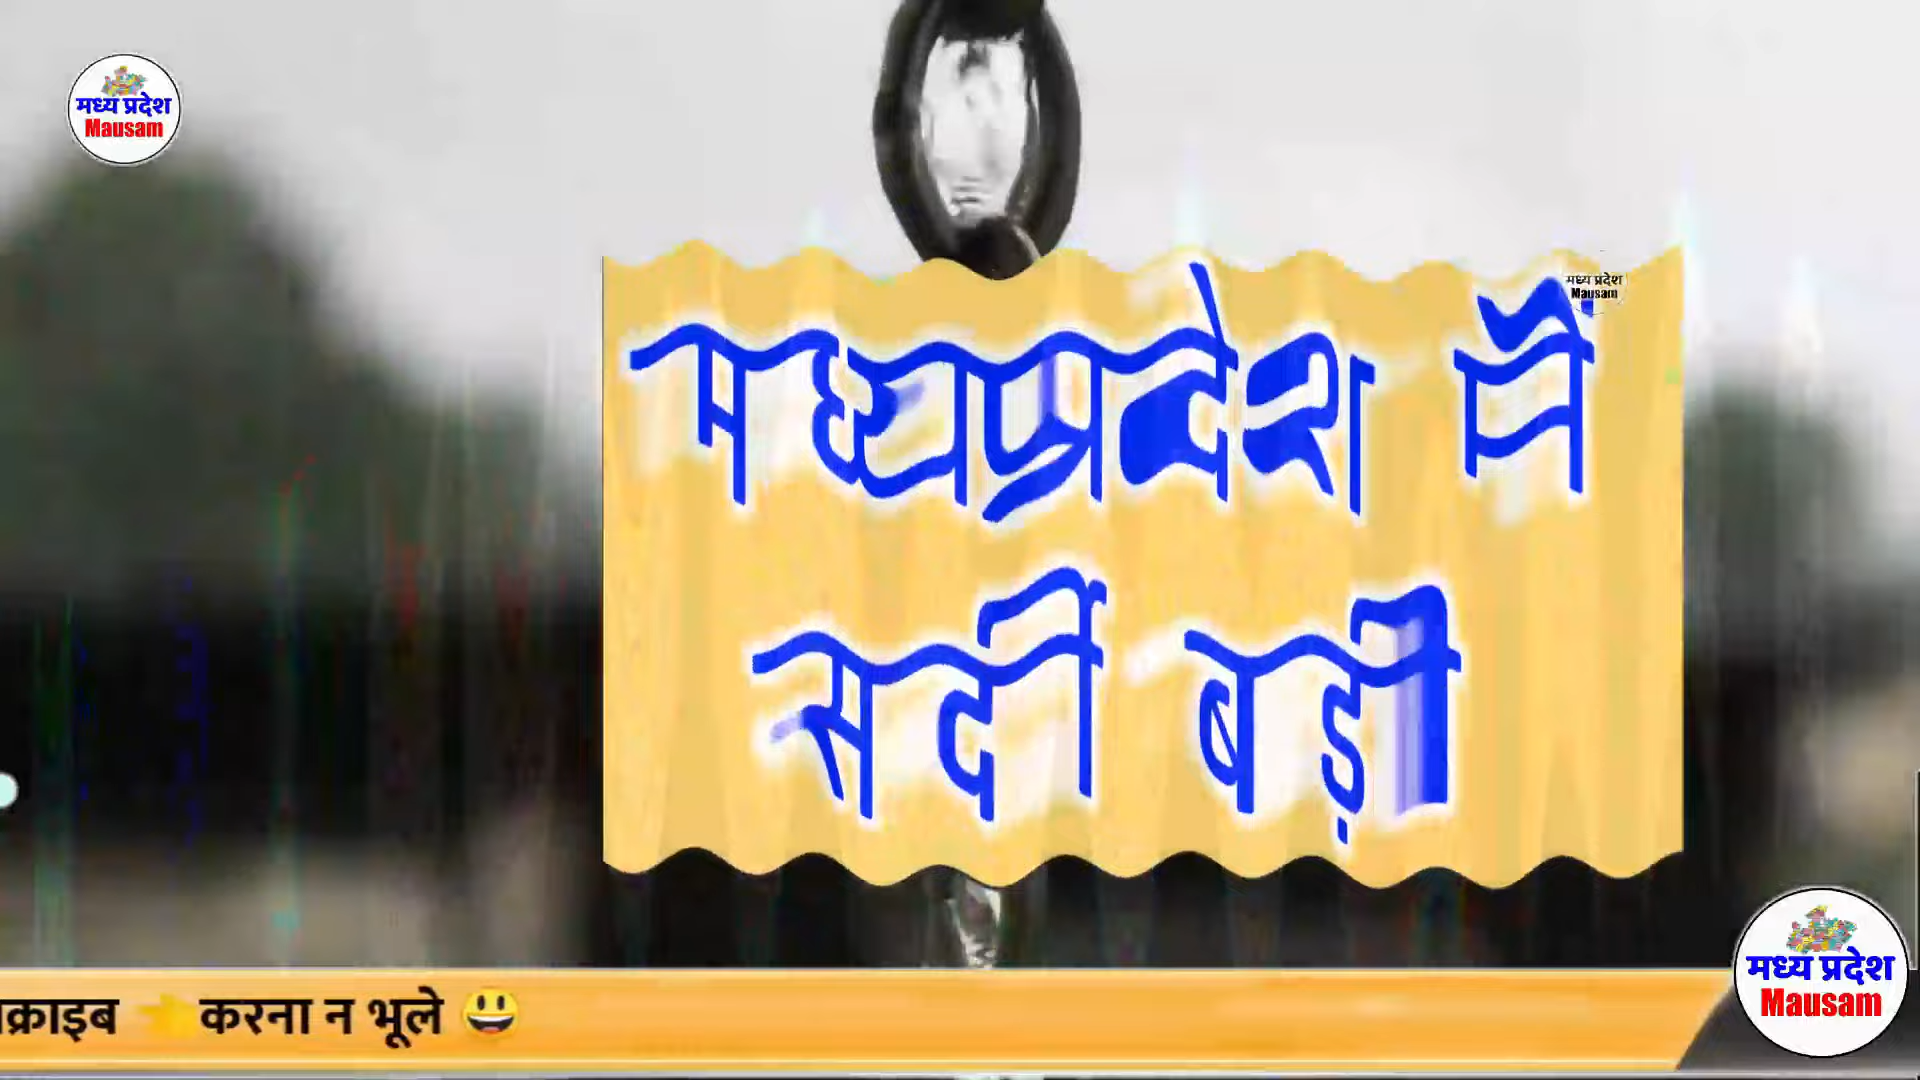 मध्य प्रदेश
Mausam
मध्य प्रदेश
Mausam
मध्यप्रदेश में
सर्दी बड़ी
क्राइब 👈 करना न भूले 😃
मध्य प्रदेश
Mausam